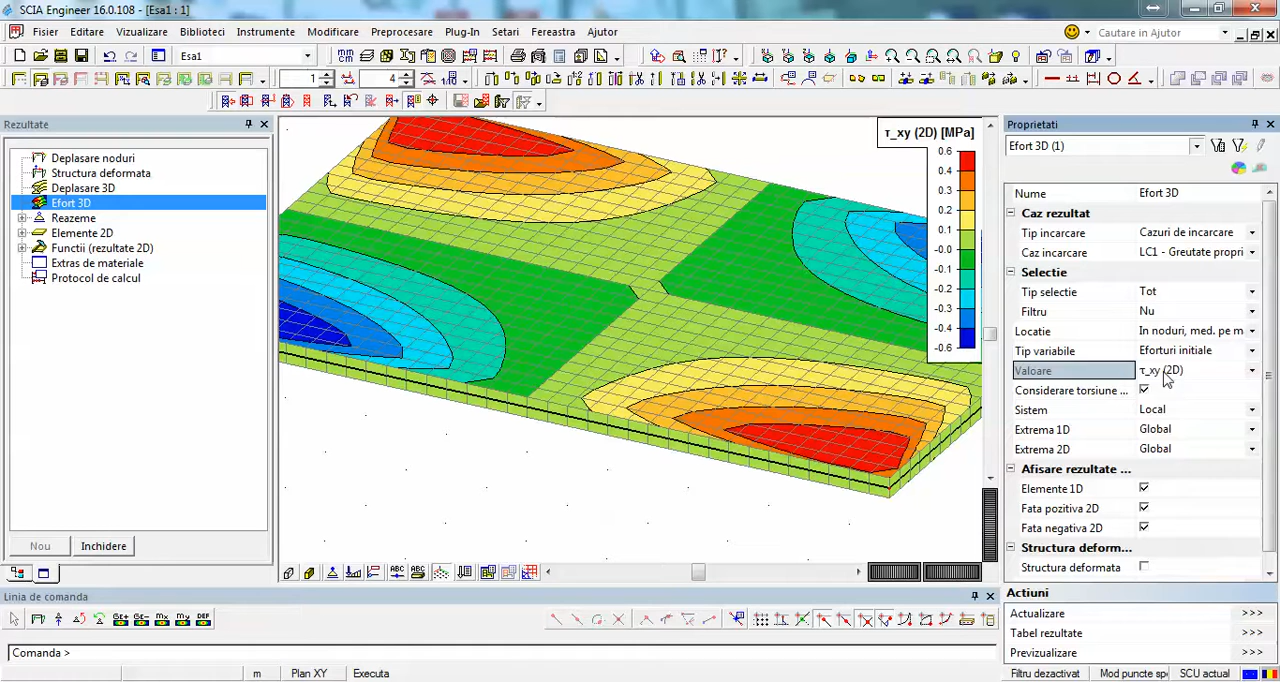 SCIA Engineer 16.0.108 - [Esa1 : 1]
Fisier Editare Vizualizare Biblioteci Instrumente Modificare Preprocesare Plug-In Setari Fereastra Ajutor Cautare in Ajutor
Esa1
1 4
Rezultate
Deplasare noduri
Structura deformata
Deplasare 3D
Efort 3D
Reazeme
Elemente 2D
Functii (rezultate 2D)
Extras de materiale
Protocol de calcul
Nou Inchidere
τ_xy (2D) [MPa]
0.6
0.4
0.3
0.2
0.1
-0.0
-0.1
-0.2
-0.3
-0.4
-0.6
Proprietati
Efort 3D (1)
Nume Efort 3D
Caz rezultat
Tip incarcare Cazuri de incarcare
Caz incarcare LC1 - Greutate propri
Selectie
Tip selectie Tot
Filtru Nu
Locatie In noduri, med. pe m
Tip variabile Eforturi initiale
Valoare τ_xy (2D)
Considerare torsiune ...
Sistem Local
Extrema 1D Global
Extrema 2D Global
Afisare rezultate ...
Elemente 1D
Fata pozitiva 2D
Fata negativa 2D
Structura deform...
Structura deformata
Actiuni
Actualizare >>>
Tabel rezultate >>>
Previzualizare >>>
ABC ABC
Linia de comanda
Comanda >
m Plan XY Executa Filtru dezactivat Mod puncte sp SCU actual